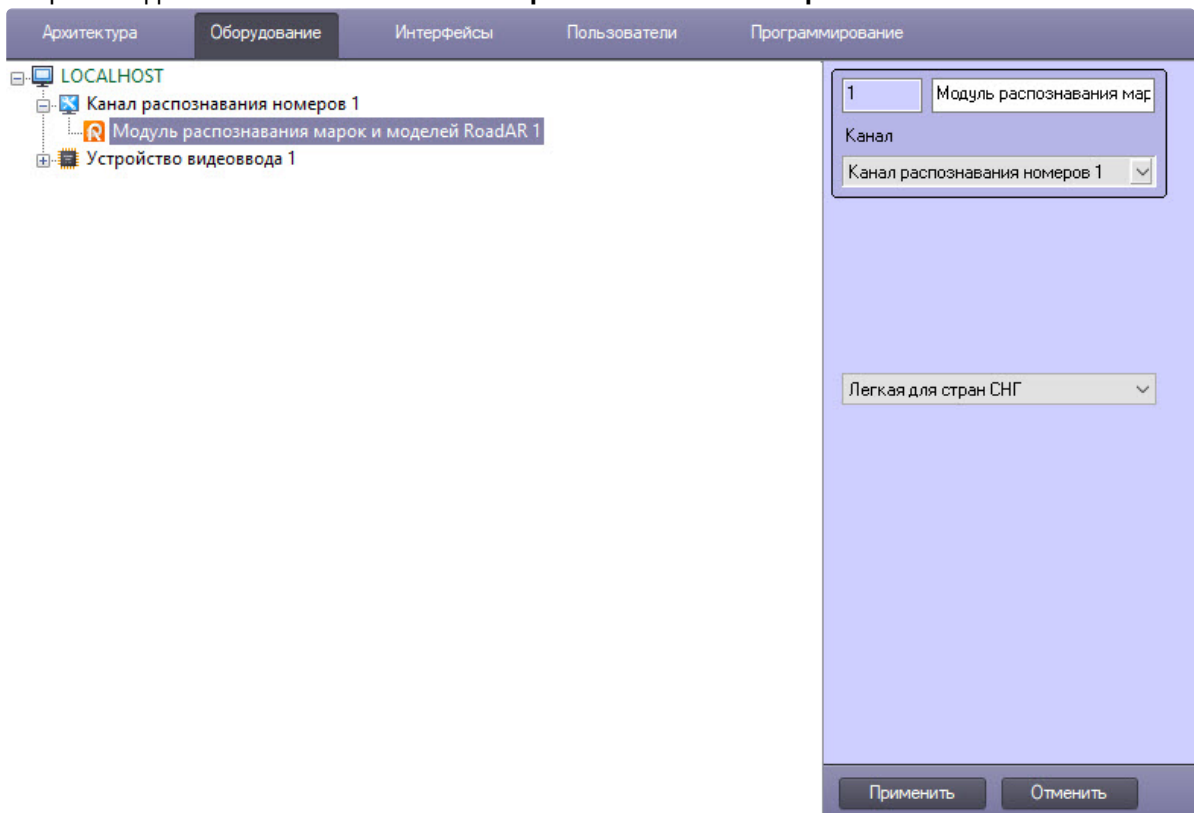 Архитектура Оборудование Интерфейсы Пользователи Программирование
LOCALHOST
Канал распознавания номеров 1
Модуль распознавания марок и моделей RoadAR 1
Устройство видеоввода 1
1 Модуль распознавания мар
Канал
Канал распознавания номеров 1
Легкая для стран СНГ
Применить Отменить